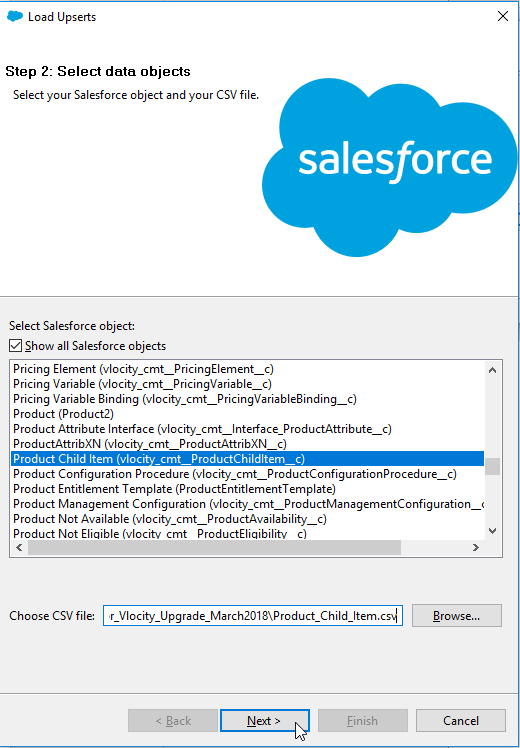 Load Upserts
Step 2: Select data objects
Select your Salesforce object and your CSV file.
salesforce
Select Salesforce object:
Show all Salesforce objects
Pricing Element (vlocity_cmt__PricingElement__c)
Pricing Variable (vlocity_cmt__PricingVariable__c)
Pricing Variable Binding (vlocity_cmt__PricingVariableBinding__c)
Product (Product2)
Product Attribute Interface (vlocity_cmt__Interface_ProductAttribute__c)
ProductAttribXN (vlocity_cmt__ProductAttribXN__c)
Product Child Item (vlocity_cmt__ProductChildItem__c)
Product Configuration Procedure (vlocity_cmt__ProductConfigurationProcedure__c)
Product Entitlement Template (ProductEntitlementTemplate)
Product Management Configuration (vlocity_cmt__ProductManagementConfiguration__c
Product Not Available (vlocity_cmt__ProductAvailability__c)
Product Not Eligible (vlocity_cmt__ProductEligibility__c)
Choose CSV file: r_Vlocity_Upgrade_March2018\Product_Child_Item.csv Browse...
< Back Next > Finish Cancel